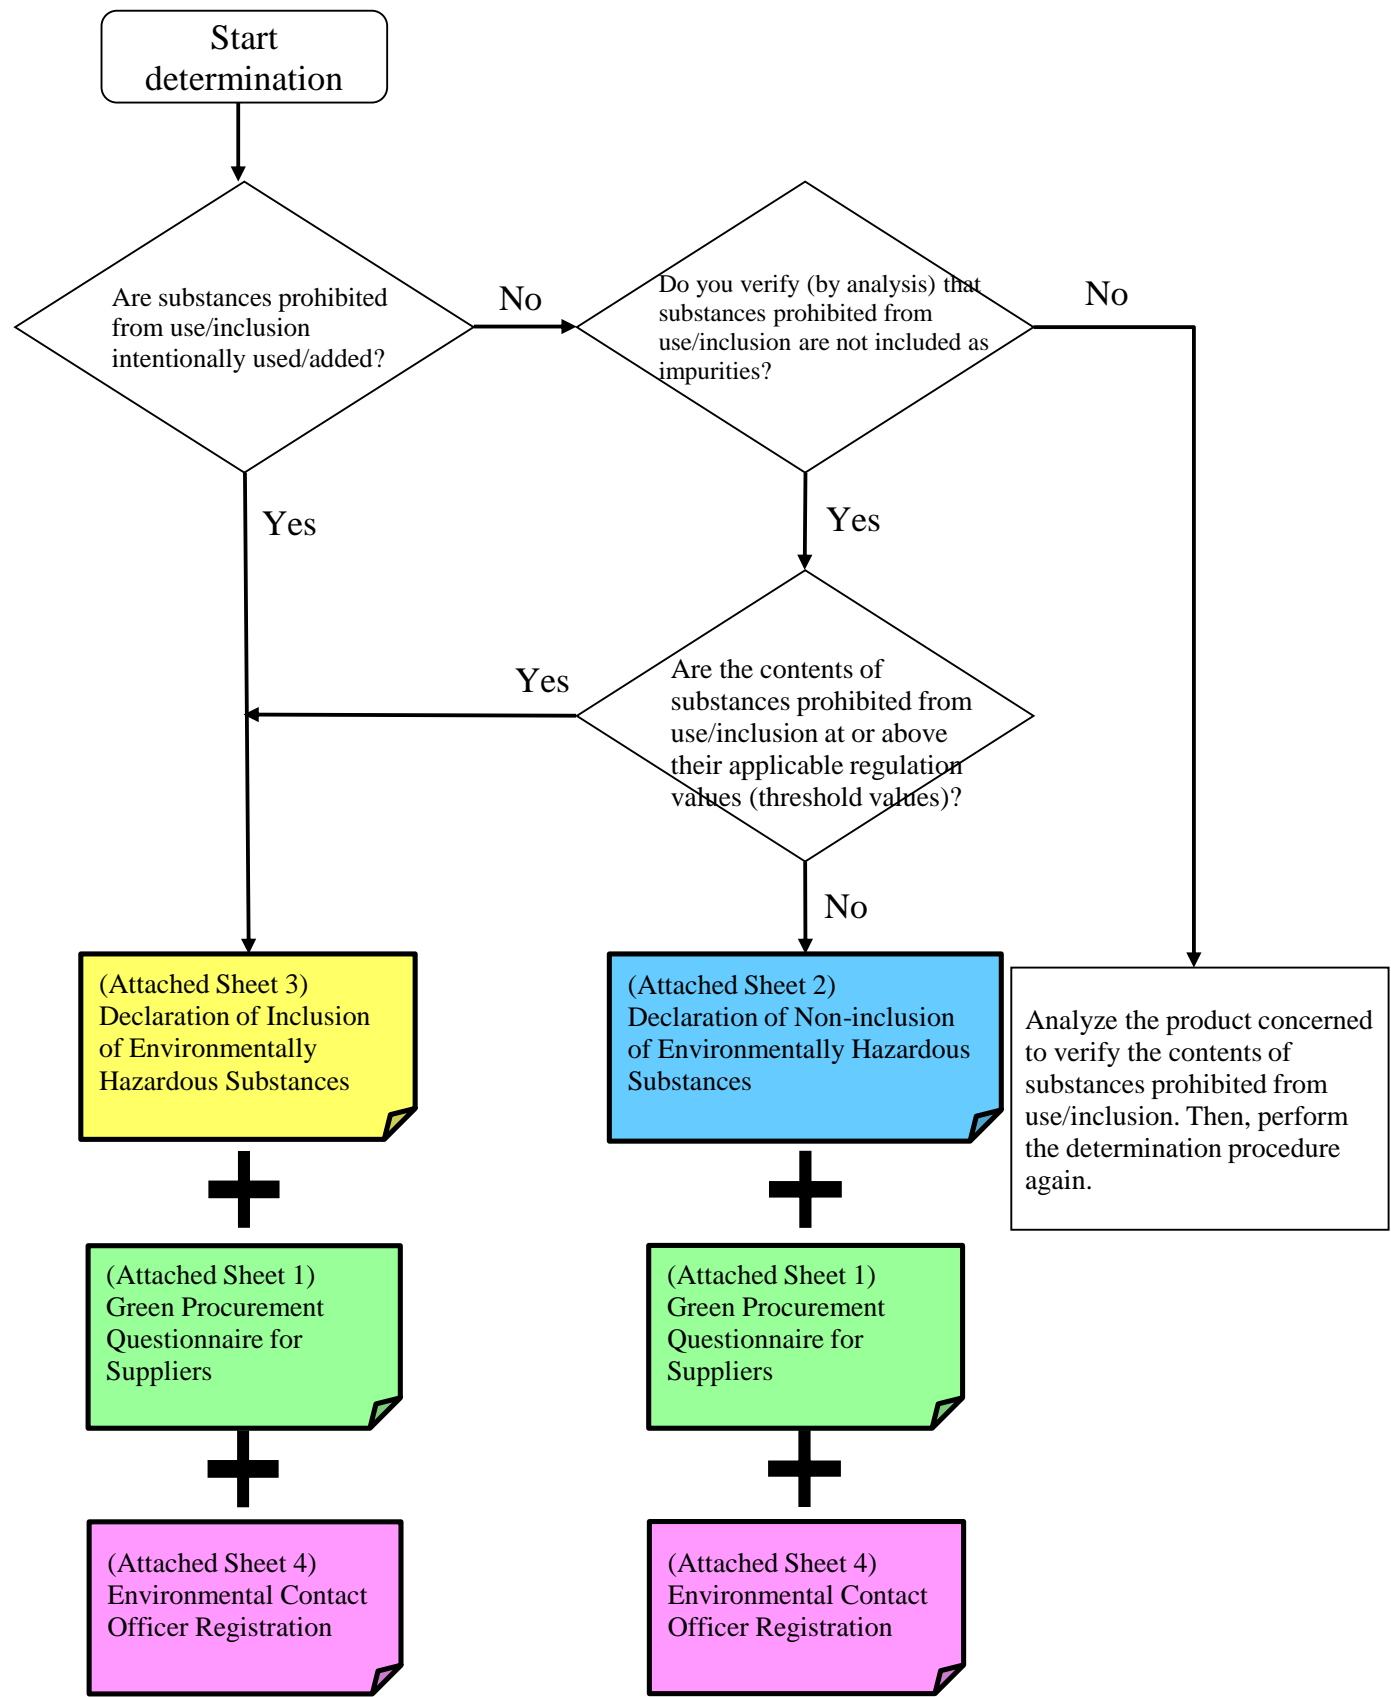 Start
determination
Are substances prohibited
from use/inclusion
intentionally used/added?
No
Do you verify (by analysis) that
substances prohibited from
use/inclusion are not included as
impurities?
No
Yes
Yes
Yes
Are the contents of
substances prohibited from
use/inclusion at or above
their applicable regulation
values (threshold values)?
No
(Attached Sheet 3)
Declaration of Inclusion
of Environmentally
Hazardous Substances
(Attached Sheet 2)
Declaration of Non-inclusion
of Environmentally Hazardous
Substances
Analyze the product concerned
to verify the contents of
substances prohibited from
use/inclusion. Then, perform
the determination procedure
again.
(Attached Sheet 1)
Green Procurement
Questionnaire for
Suppliers
(Attached Sheet 1)
Green Procurement
Questionnaire for
Suppliers
(Attached Sheet 4)
Environmental Contact
Officer Registration
(Attached Sheet 4)
Environmental Contact
Officer Registration